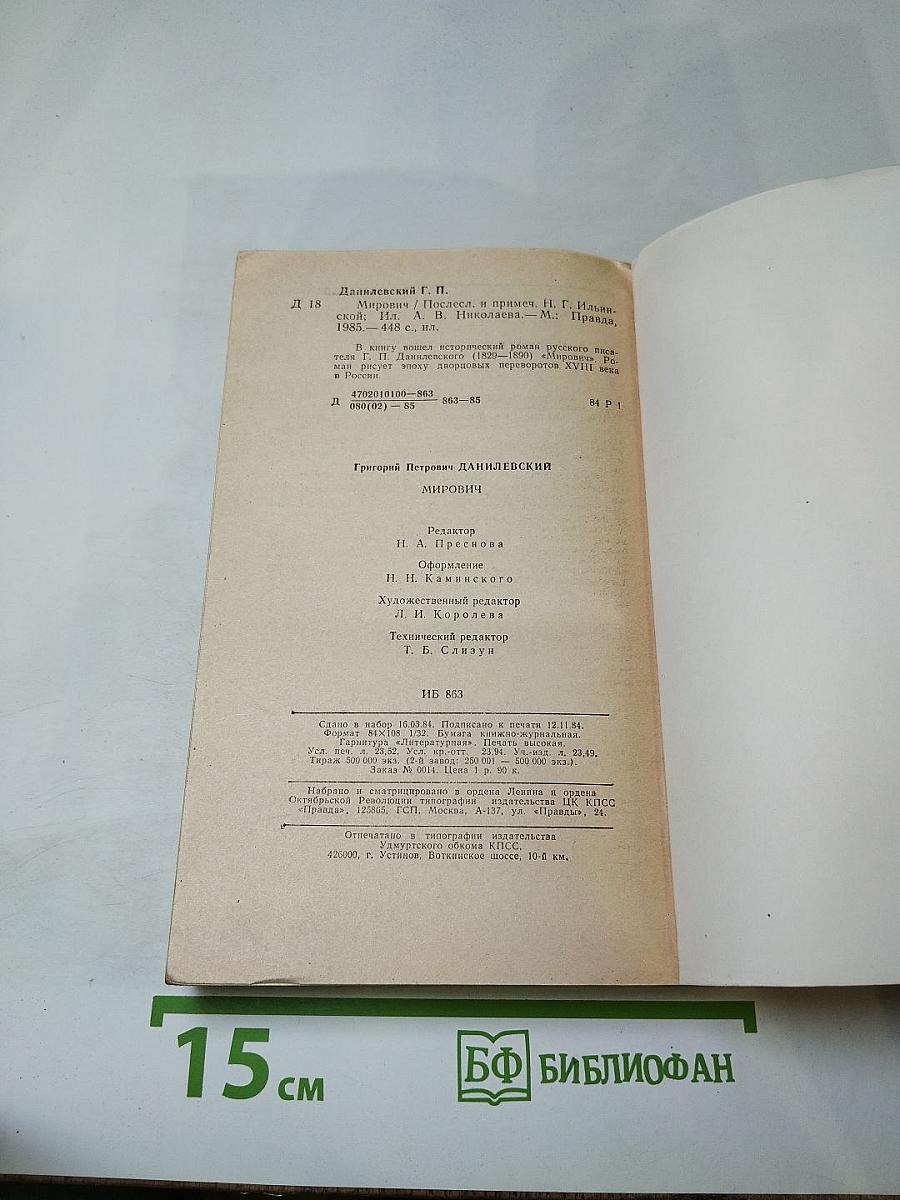 Данилевский Г. П.
Д 18 Мирович / Послесл. и примеч. Н. Г. Ильин-
ской; Ил. А. В. Николаева.— М.: Правда,
1985.— 448 с., ил.
В книгу вошел исторический роман русского писа-
теля Г. П. Данилевского (1829—1890) «Мирович». Ро-
ман рисует эпоху дворцовых переворотов XVIII века
в России.
Д 4702010100—863 863—85 84 Р 1
080(02) — 85
Григорий Петрович ДАНИЛЕВСКИЙ
МИРОВИЧ
Редактор
Н. А. Преснова
Оформление
Н. Н. Каминского
Художественный редактор
Л. И. Королева
Технический редактор
Т. Б. Слизун
ИБ 863
Сдано в набор 16.03.84. Подписано к печати 12.11.84.
Формат 84×108 1/32. Бумага книжно-журнальная.
Гарнитура «Литературная». Печать высокая.
Усл. печ. л. 23,52. Усл. кр.-отт. 23,94. Уч.-изд. л. 23,49.
Тираж 500 000 экз. (2-й завод: 250 001 — 500 000 экз.).
Заказ № 0014. Цена 1 р. 90 к.
Набрано и сматрицировано в ордена Ленина и ордена
Октябрьской Революции типографии издательства ЦК КПСС
«Правда», 125865, ГСП, Москва, А-137, ул. «Правды», 24.
Отпечатано в типографии издательства
Удмуртского обкома КПСС,
426000, г. Устинов, Воткинское шоссе, 10-й км.
15 см
БФ БИБЛИОФАН